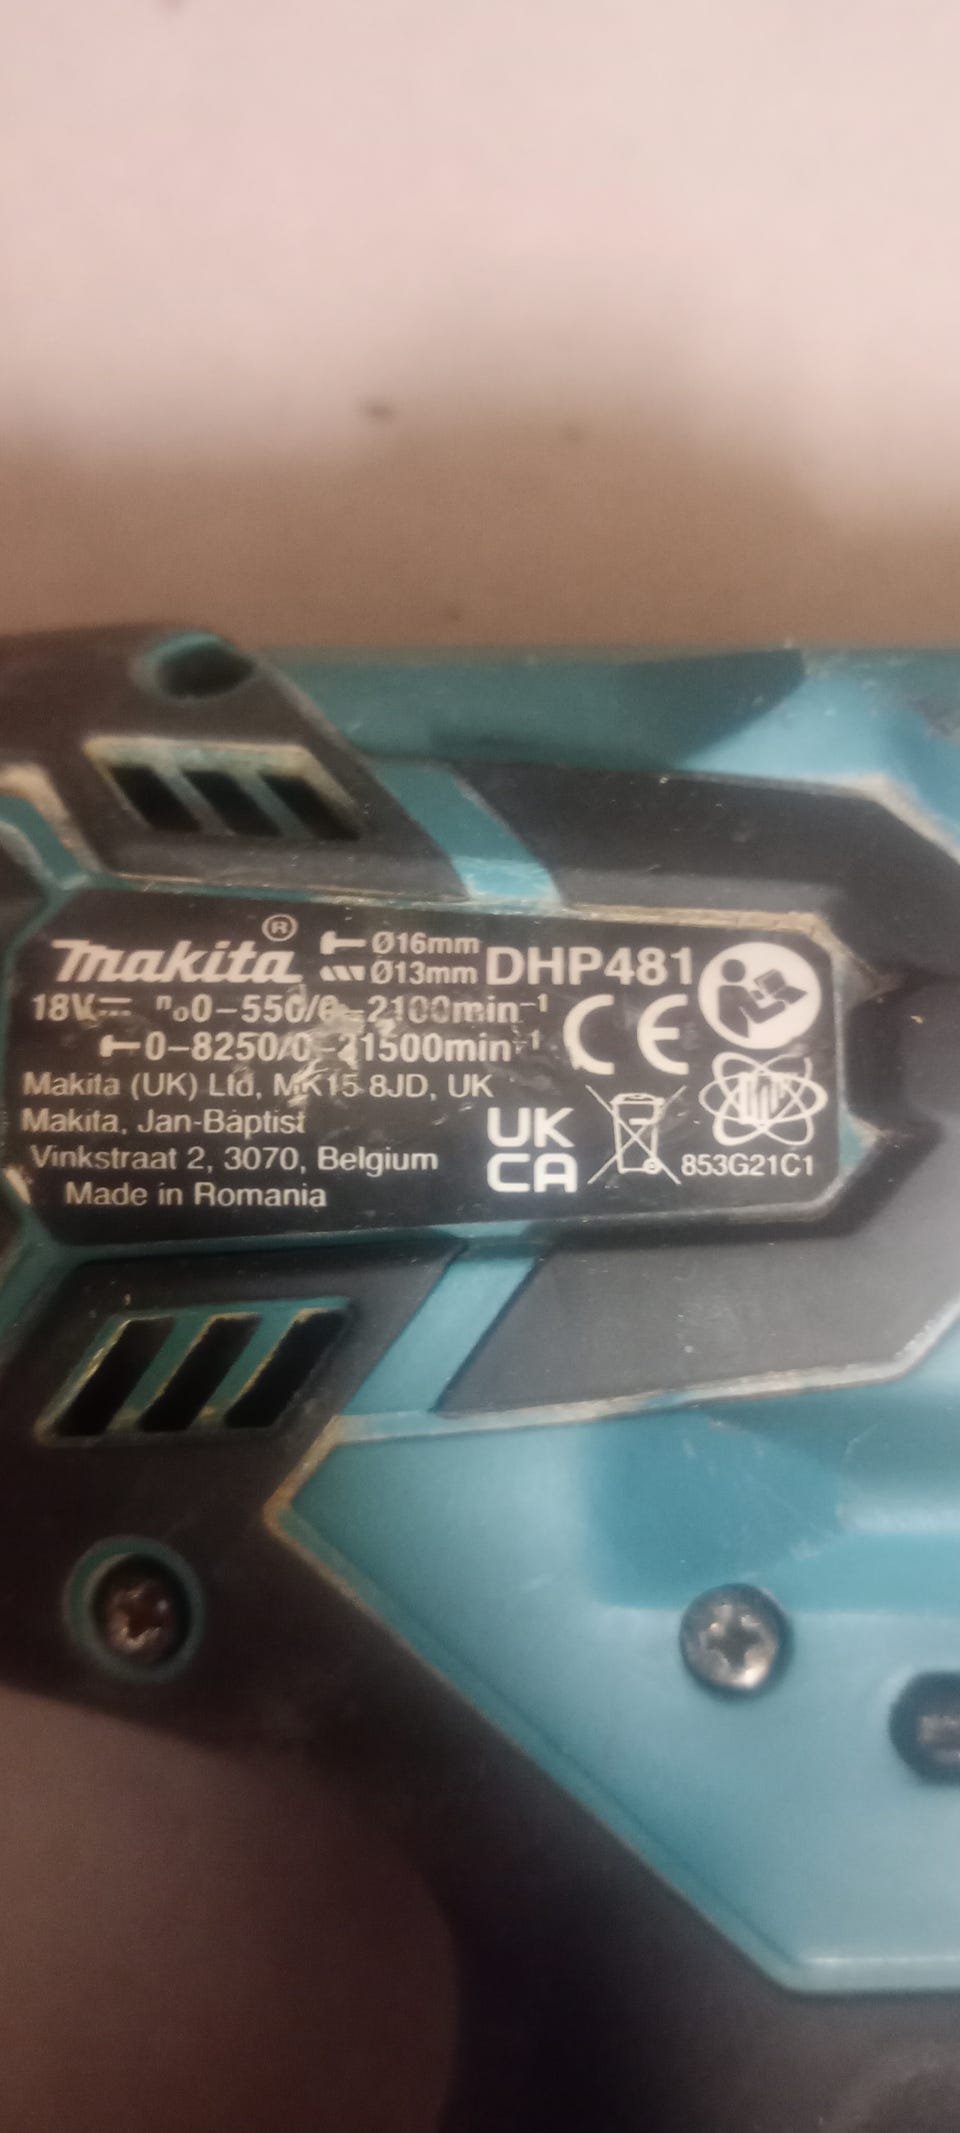 makita® Ø16mm DHP481
Ø13mm
18V⎓ n₀0–550/0–2100min⁻¹
0–8250/0–31500min⁻¹
CE
Makita (UK) Ltd, MK15 8JD, UK
Makita, Jan-Baptist
Vinkstraat 2, 3070, Belgium
Made in Romania
UK
CA
853G21C1